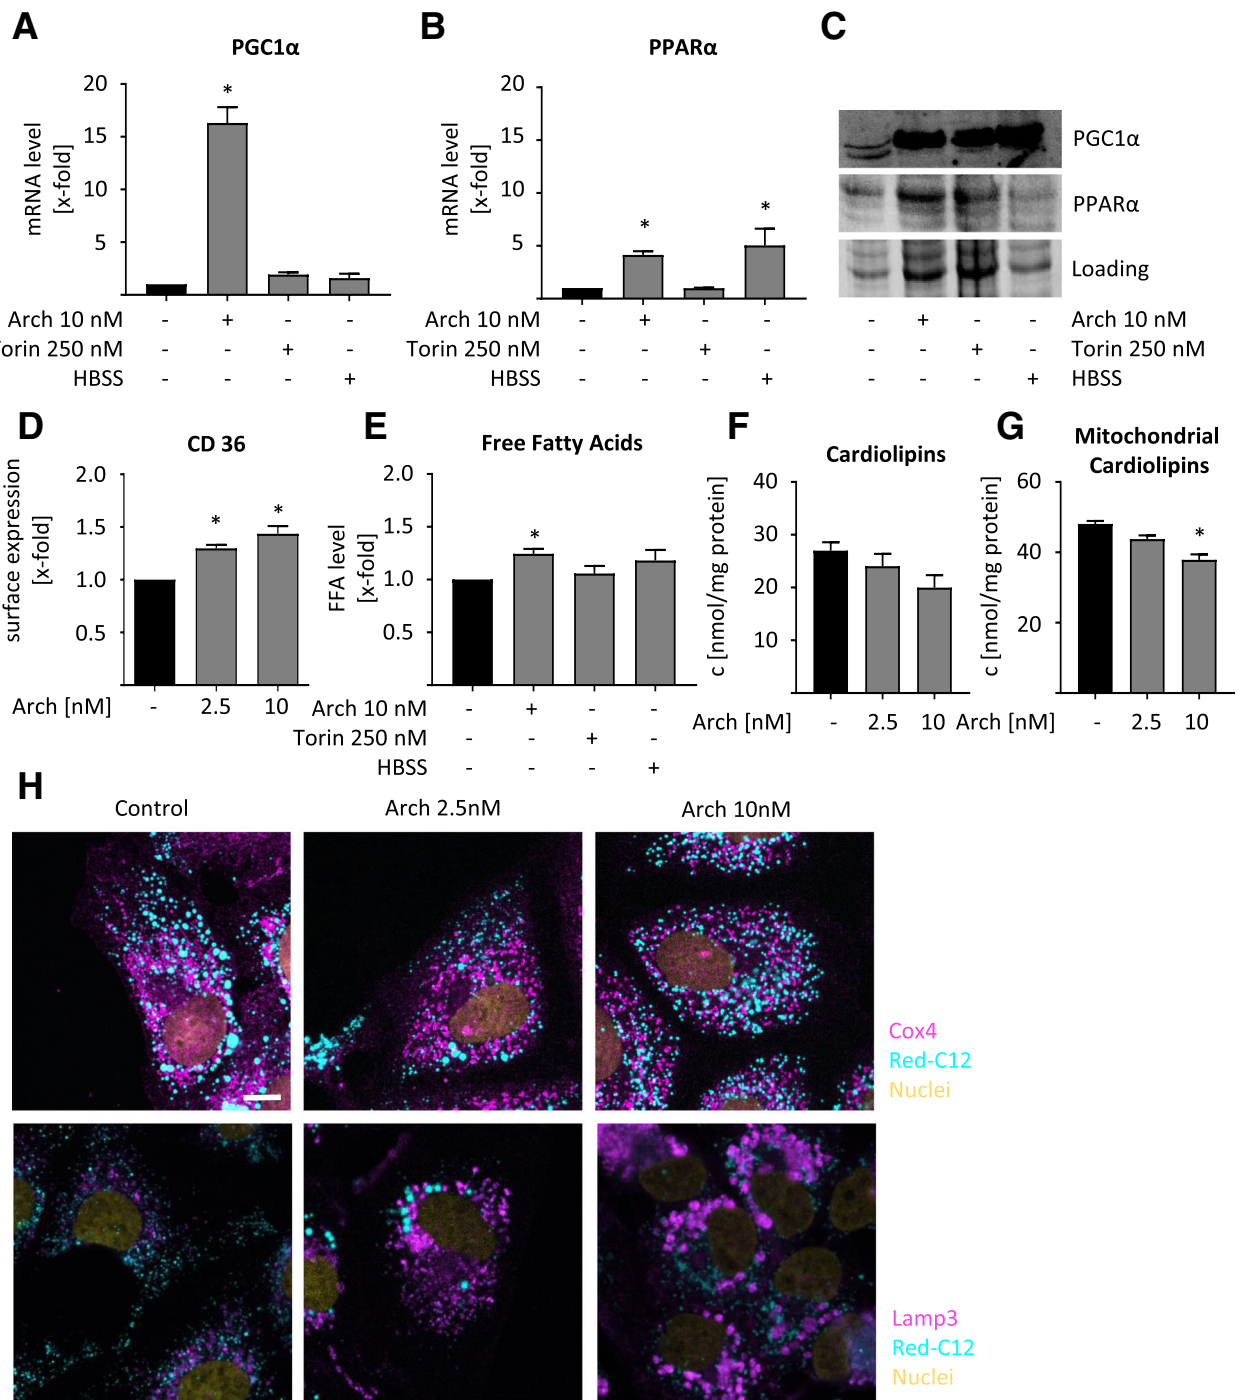 A
PGC1α
mRNA level
[x-fold]
20
15
10
5
Arch 10 nM - + - -
Torin 250 nM - - + -
HBSS - - - +
B
PPARα
mRNA level
[x-fold]
20
15
10
5
* *
Arch 10 nM - + - -
Torin 250 nM - - + -
HBSS - - - +
C
PGC1α
PPARα
Loading
- + - - Arch 10 nM
- - + - Torin 250 nM
- - - + HBSS
D
CD 36
surface expression
[x-fold]
2.0
1.5
1.0
0.5
* *
Arch [nM] - 2.5 10
E
Free Fatty Acids
FFA level
[x-fold]
2.0
1.5
1.0
0.5
*
Arch 10 nM - + - -
Torin 250 nM - - + -
HBSS - - - +
F
Cardiolipins
c [nmol/mg protein]
40
30
20
10
Arch [nM] - 2.5 10
G
Mitochondrial
Cardiolipins
c [nmol/mg protein]
60
40
20
*
Arch [nM] - 2.5 10
H
Control Arch 2.5nM Arch 10nM
Cox4
Red-C12
Nuclei
Lamp3
Red-C12
Nuclei